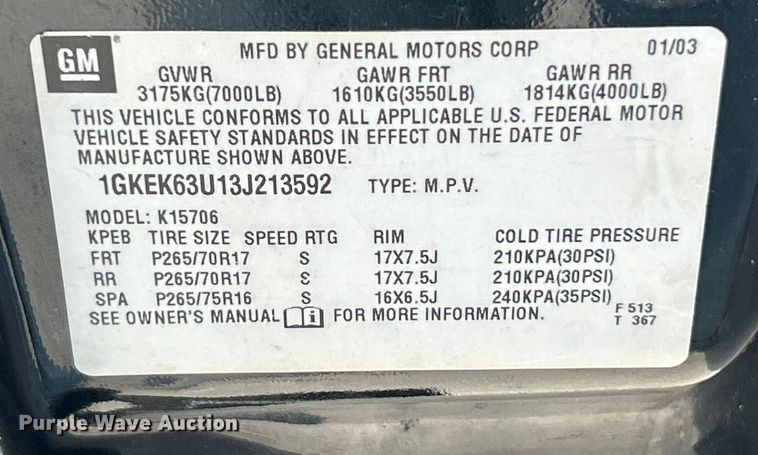 GM MFD BY GENERAL MOTORS CORP 01/03
GVWR GAWR FRT GAWR RR
3175KG(7000LB) 1610KG(3550LB) 1814KG(4000LB)
THIS VEHICLE CONFORMS TO ALL APPLICABLE U.S. FEDERAL MOTOR
VEHICLE SAFETY STANDARDS IN EFFECT ON THE DATE OF
MANUFACTURE SHOWN ABOVE.
1GKEK63U13J213592 TYPE: M.P.V.
MODEL: K15706
KPEB TIRE SIZE SPEED RTG RIM COLD TIRE PRESSURE
FRT P265/70R17 S 17X7.5J 210KPA(30PSI)
RR P265/70R17 S 17X7.5J 210KPA(30PSI)
SPA P265/75R16 S 16X6.5J 240KPA(35PSI)
SEE OWNER'S MANUAL i FOR MORE INFORMATION.
F 513
T 367
Purple Wave Auction